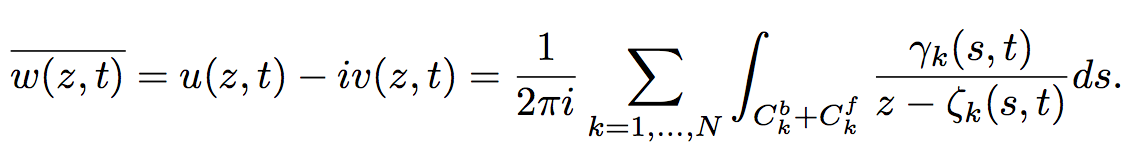 $\overline{w(z,t)} = u(z,t) - iv(z,t) = \frac{1}{2\pi i} \sum_{k=1,\ldots,N} \int_{C_k^b + C_k^f} \frac{\gamma_k(s,t)}{z - \zeta_k(s,t)} ds.$